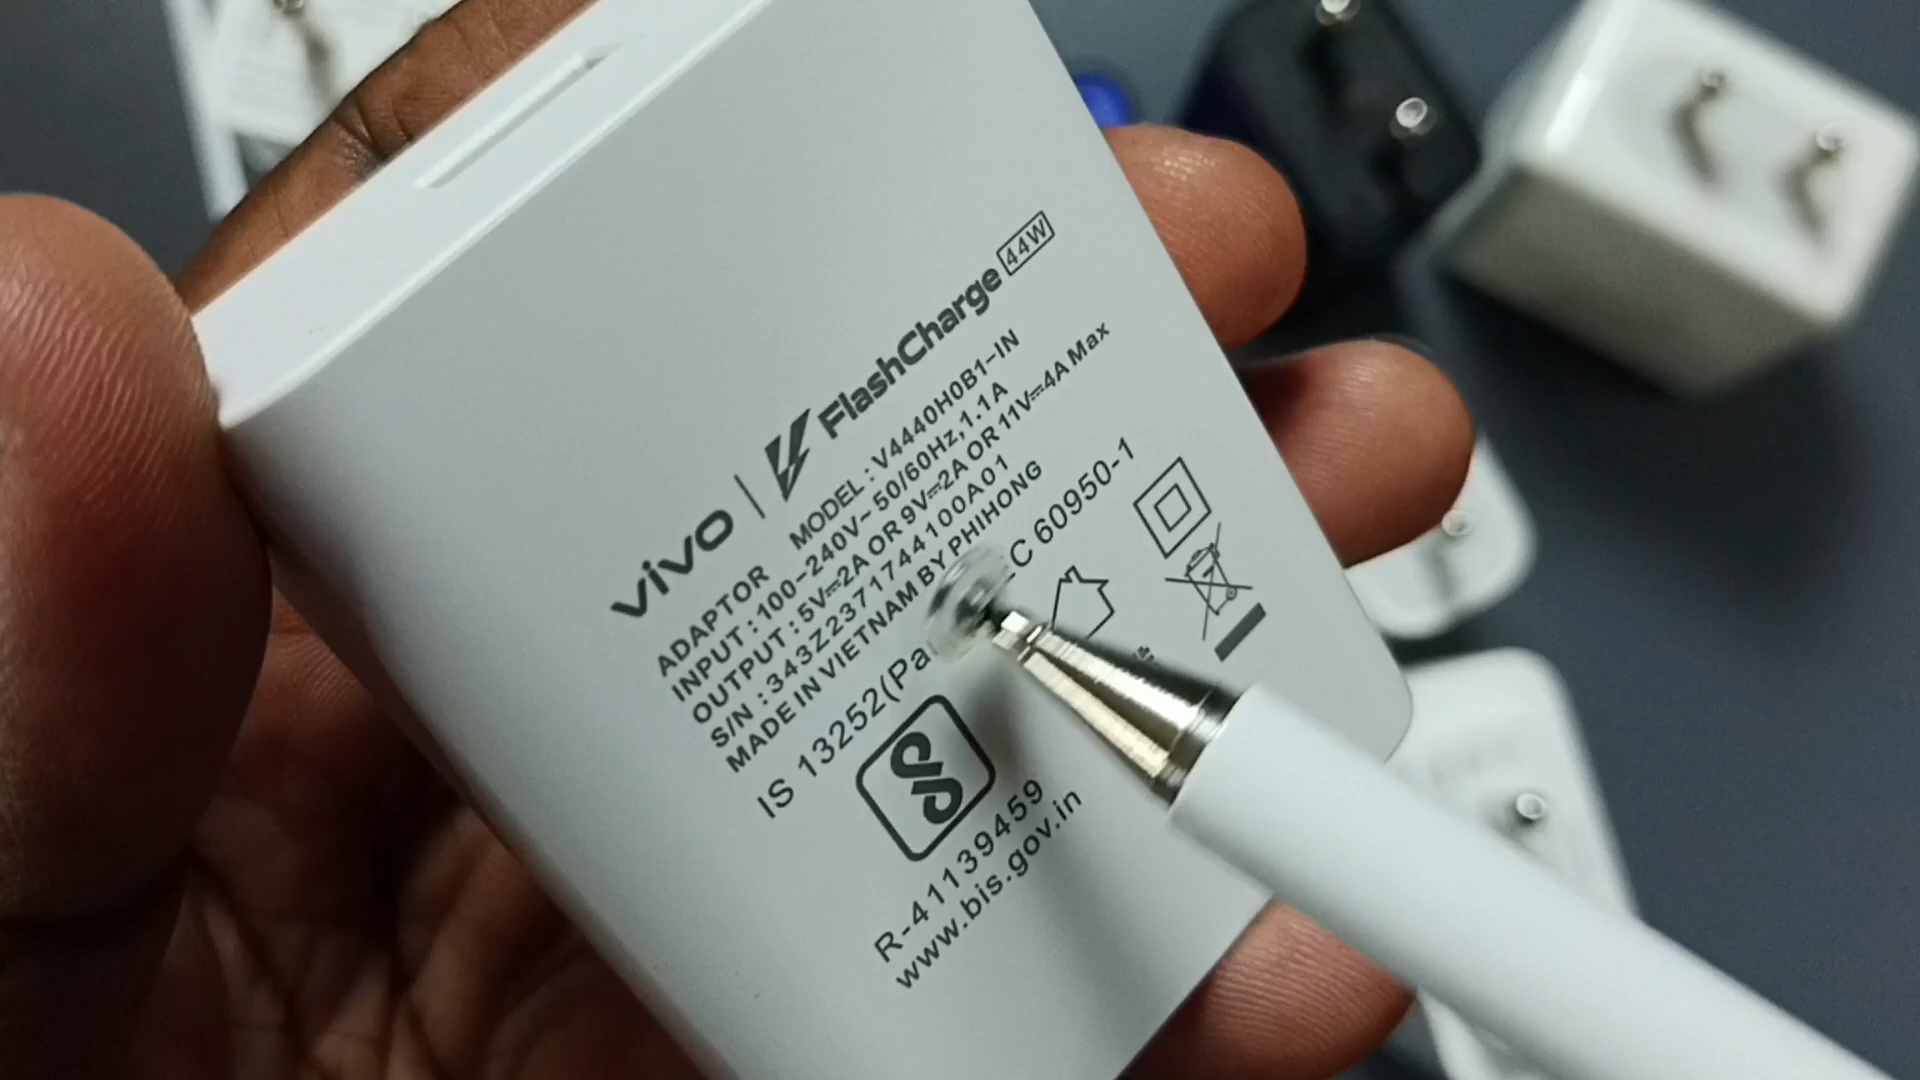 vivo | FlashCharge 44W
ADAPTOR MODEL : V4440H0B1-IN
INPUT : 100-240V~ 50/60Hz, 1.1A
OUTPUT : 5V⎓2A OR 9V⎓2A OR 11V⎓4A Max
S/N : 343Z2371744100A01
MADE IN VIETNAM BY PHIHONG
IS 13252(Pa C 60950-1
R-41139459
www.bis.gov.in